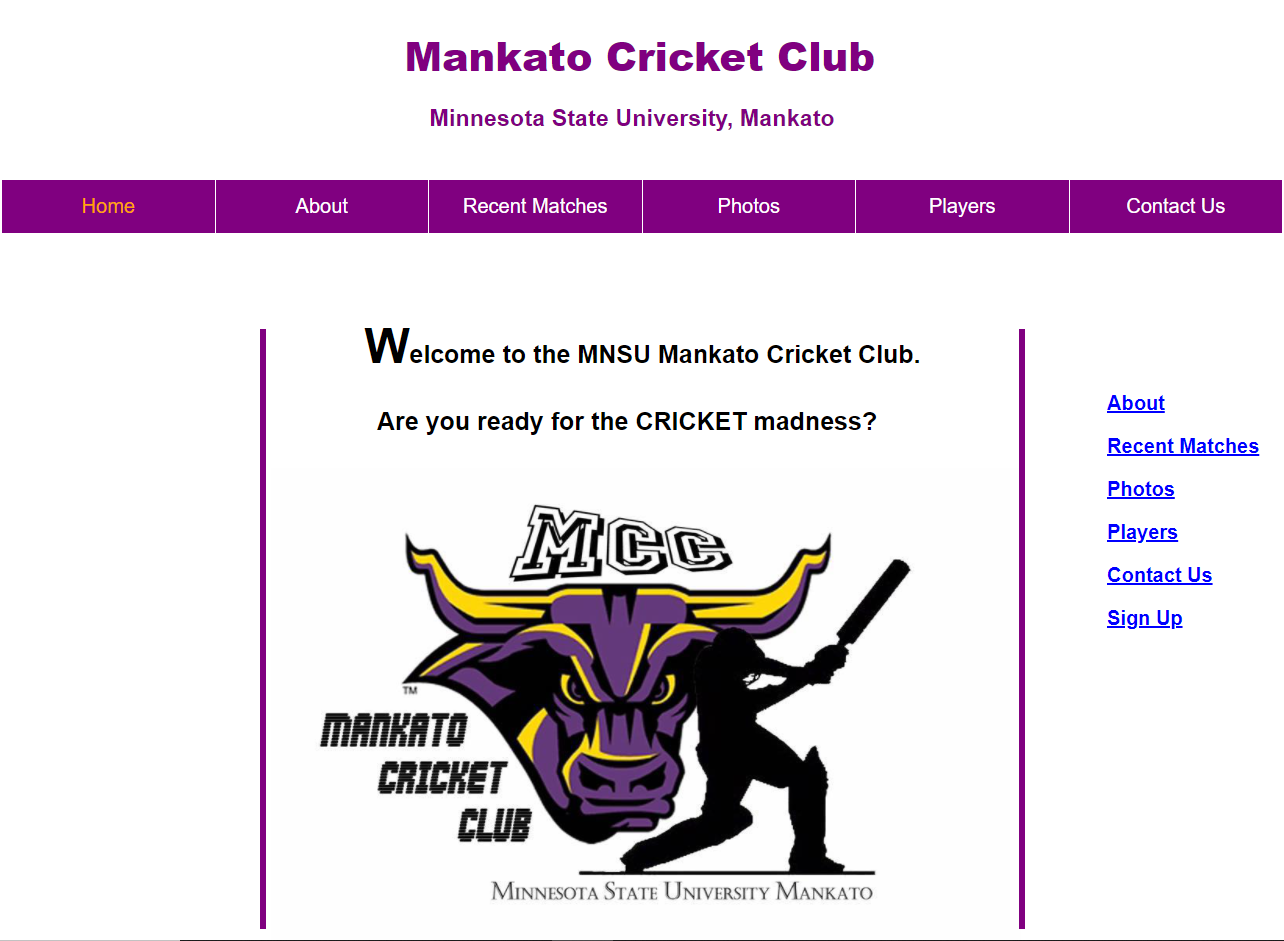 Mankato Cricket Club
Minnesota State University, Mankato
Home About Recent Matches Photos Players Contact Us
Welcome to the MNSU Mankato Cricket Club.
Are you ready for the CRICKET madness?
About
Recent Matches
Photos
Players
Contact Us
Sign Up
MCC
TM
MANKATO
CRICKET
CLUB
MINNESOTA STATE UNIVERSITY MANKATO